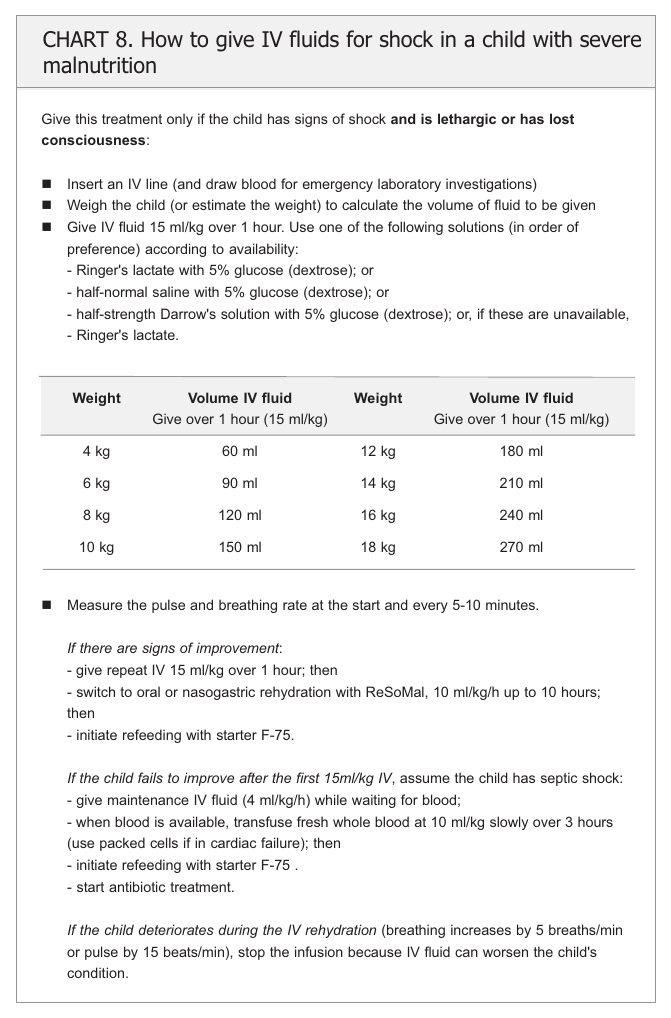 CHART 8. How to give IV fluids for shock in a child with severe
malnutrition
Give this treatment only if the child has signs of shock and is lethargic or has lost
consciousness:
■ Insert an IV line (and draw blood for emergency laboratory investigations)
■ Weigh the child (or estimate the weight) to calculate the volume of fluid to be given
■ Give IV fluid 15 ml/kg over 1 hour. Use one of the following solutions (in order of
preference) according to availability:
- Ringer's lactate with 5% glucose (dextrose); or
- half-normal saline with 5% glucose (dextrose); or
- half-strength Darrow's solution with 5% glucose (dextrose); or, if these are unavailable,
- Ringer's lactate.
Weight Volume IV fluid Weight Volume IV fluid
Give over 1 hour (15 ml/kg) Give over 1 hour (15 ml/kg)
4 kg 60 ml 12 kg 180 ml
6 kg 90 ml 14 kg 210 ml
8 kg 120 ml 16 kg 240 ml
10 kg 150 ml 18 kg 270 ml
■ Measure the pulse and breathing rate at the start and every 5-10 minutes.
If there are signs of improvement:
- give repeat IV 15 ml/kg over 1 hour; then
- switch to oral or nasogastric rehydration with ReSoMal, 10 ml/kg/h up to 10 hours;
then
- initiate refeeding with starter F-75.
If the child fails to improve after the first 15ml/kg IV, assume the child has septic shock:
- give maintenance IV fluid (4 ml/kg/h) while waiting for blood;
- when blood is available, transfuse fresh whole blood at 10 ml/kg slowly over 3 hours
(use packed cells if in cardiac failure); then
- initiate refeeding with starter F-75 .
- start antibiotic treatment.
If the child deteriorates during the IV rehydration (breathing increases by 5 breaths/min
or pulse by 15 beats/min), stop the infusion because IV fluid can worsen the child's
condition.